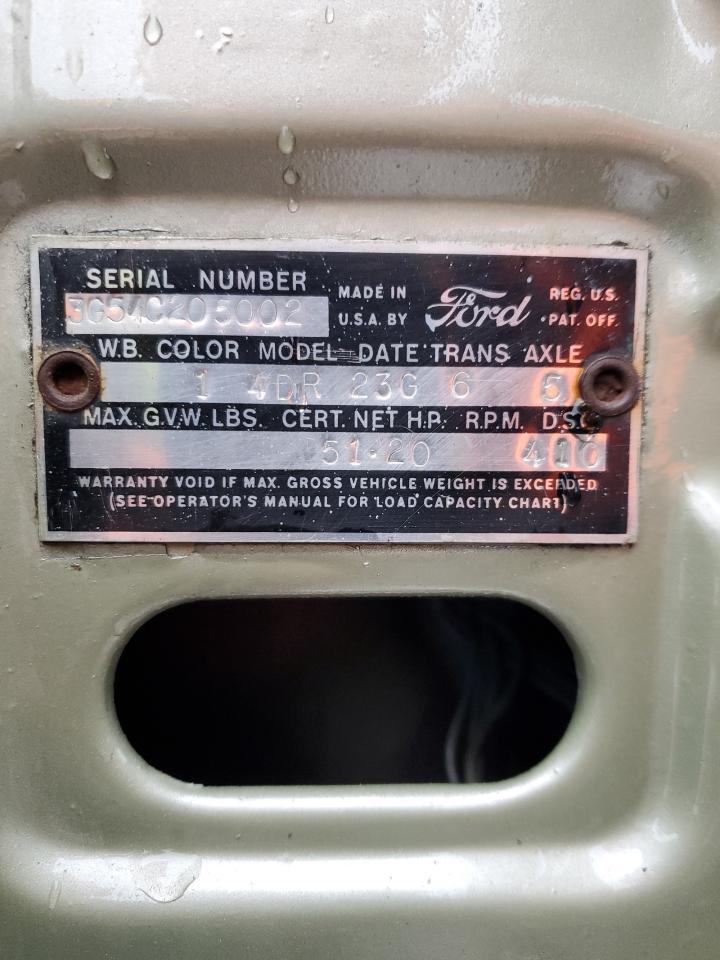 SERIAL NUMBER
3G54C205002
MADE IN
U.S.A. BY
Ford
REG. U.S.
PAT. OFF.
W.B. COLOR MODEL DATE TRANS AXLE
1 4DR 23G 6 5
MAX. G.V.W. LBS. CERT. NET H.P. R.P.M. D.S.O.
51·20 410
WARRANTY VOID IF MAX. GROSS VEHICLE WEIGHT IS EXCEEDED
(SEE OPERATOR'S MANUAL FOR LOAD CAPACITY CHART)